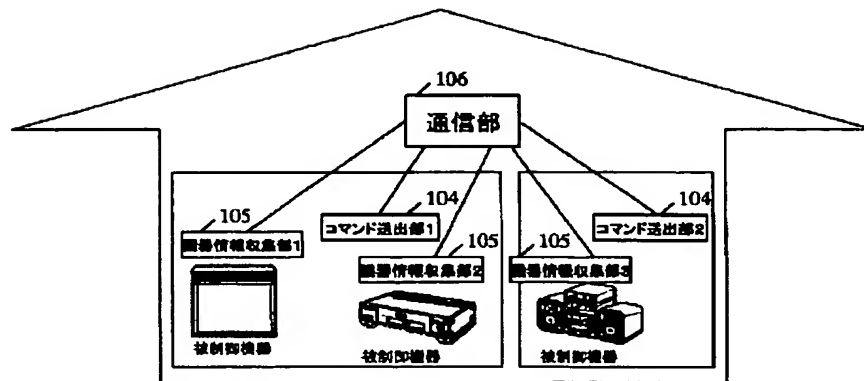 106
通信部
105
104
104
コマンド送出部1
コマンド送出部2
105
105
機器情報収集部1
機器情報収集部2
機器情報収集部3
被制御機器
被制御機器
被制御機器